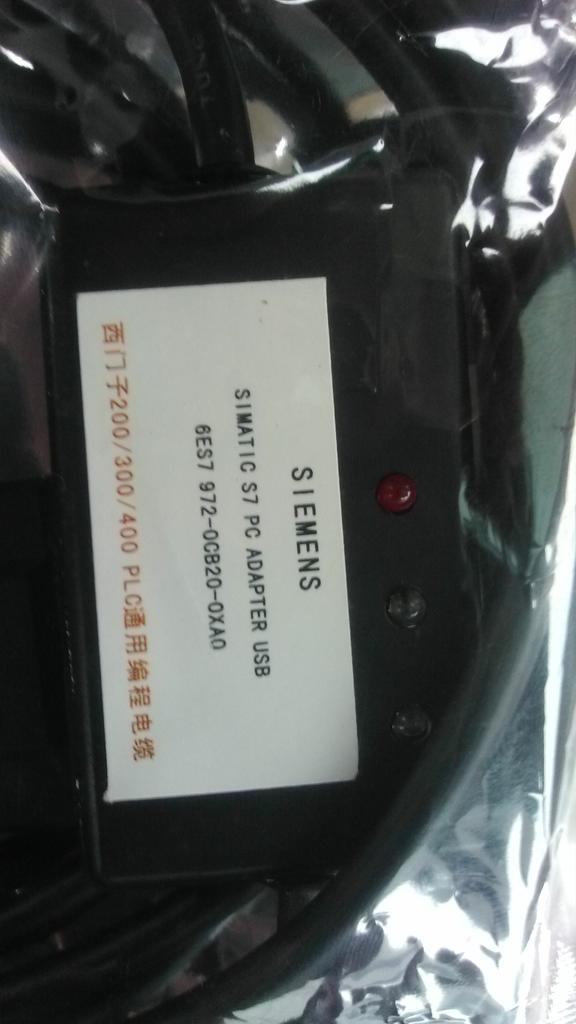 SIEMENS
SIMATIC S7 PC ADAPTER USB
6ES7 972-0CB20-0XA0
西门子200/300/400 PLC通用编程电缆